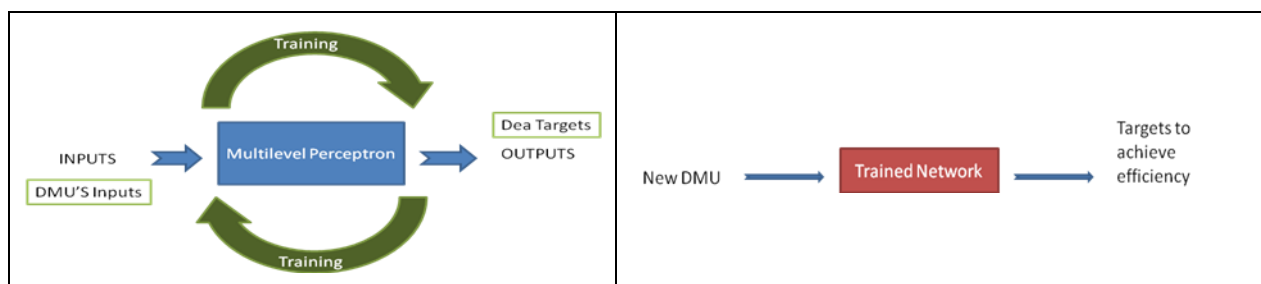 Training
Dea Targets
INPUTS
Multilevel Perceptron
OUTPUTS
DMU'S Inputs
Training
New DMU
Trained Network
Targets to
achieve
efficiency